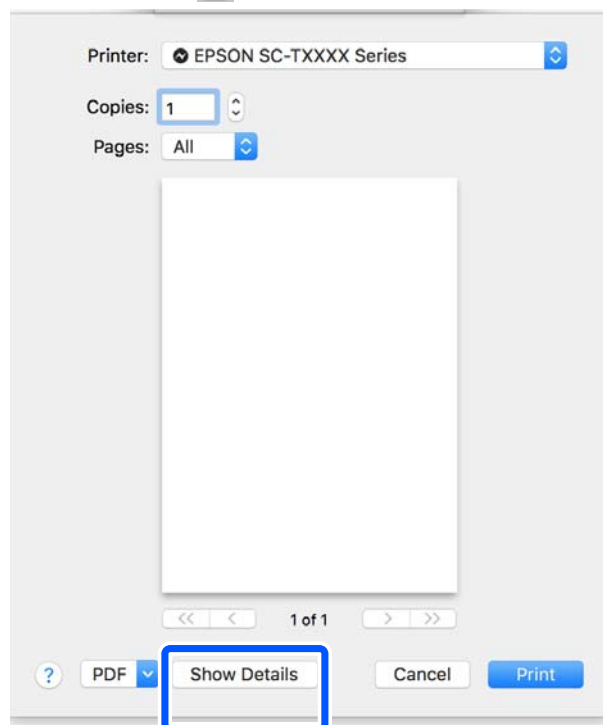 Printer: EPSON SC-TXXXX Series
Copies: 1
Pages: All
<< < 1 of 1 > >>
? PDF Show Details Cancel Print